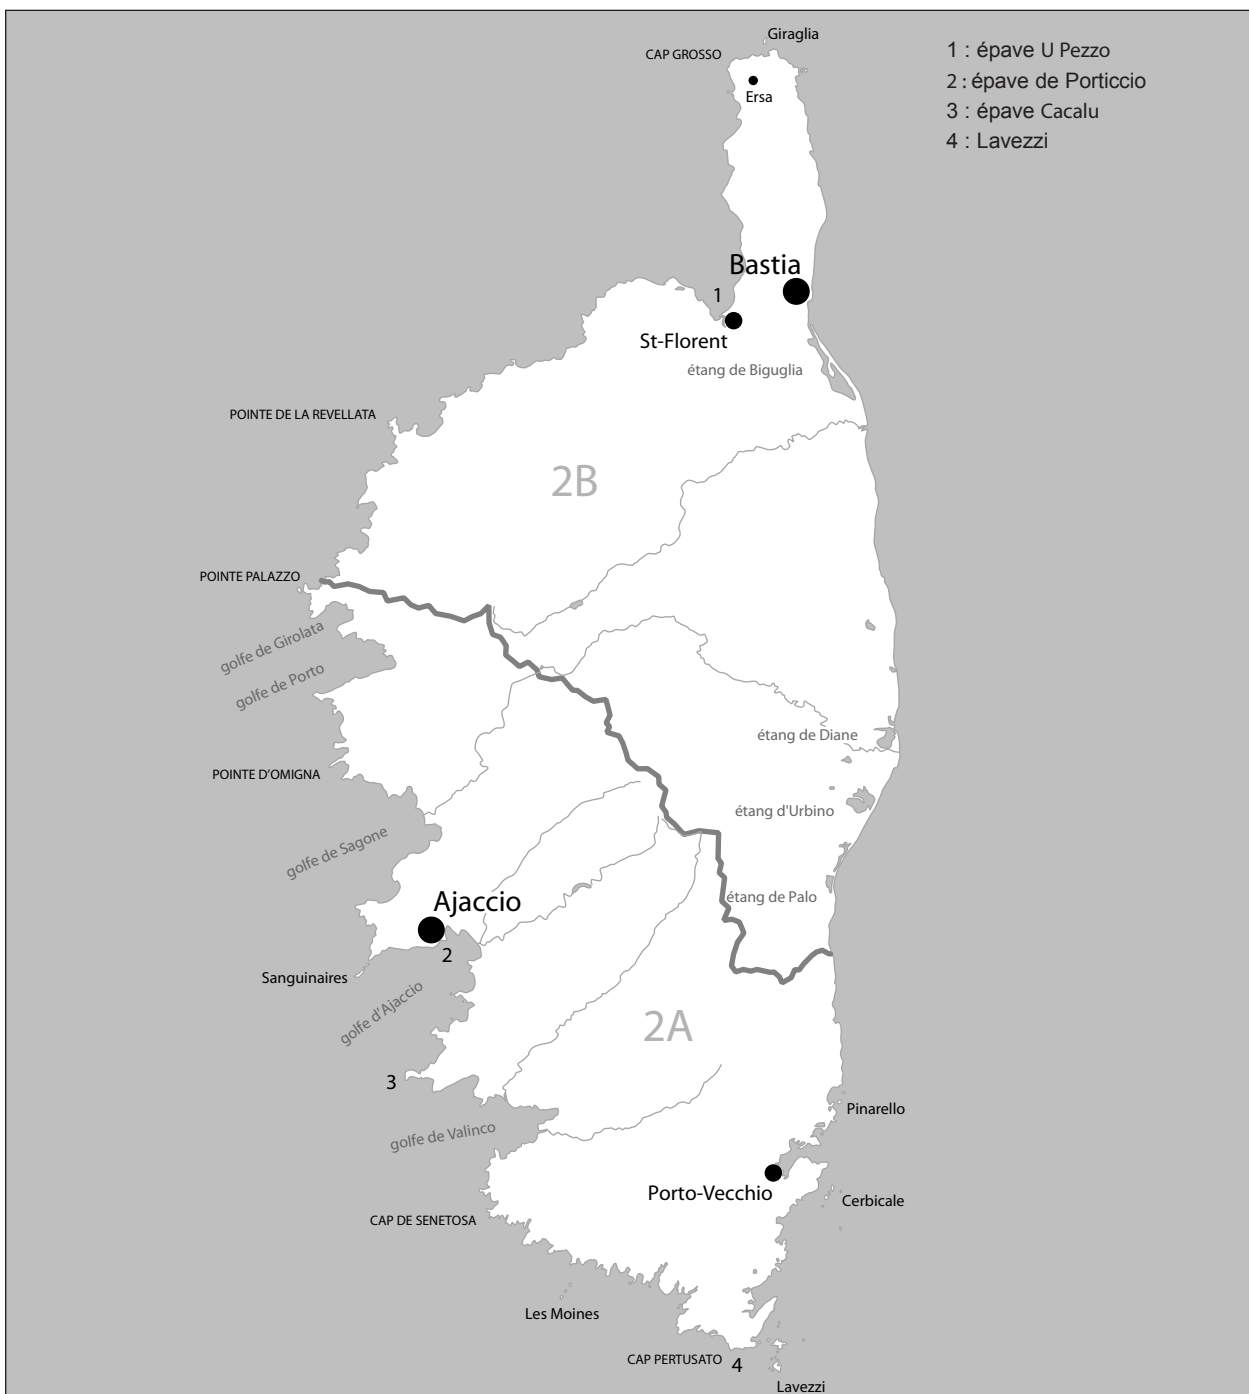 Giraglia
CAP GROSSO
Ersa
1 : épave U Pezzo
2 : épave de Porticcio
3 : épave Cacalu
4 : Lavezzi
Bastia
1
St-Florent
étang de Biguglia
POINTE DE LA REVELLATA
2B
POINTE PALAZZO
golfe de Girolata
golfe de Porto
étang de Diane
POINTE D'OMIGNA
étang d'Urbino
golfe de Sagone
étang de Palo
Ajaccio
2
Sanguinaires
golfe d'Ajaccio
2A
3
Pinarello
golfe de Valinco
Porto-Vecchio
Cerbicale
CAP DE SENETOSA
Les Moines
CAP PERTUSATO
4
Lavezzi